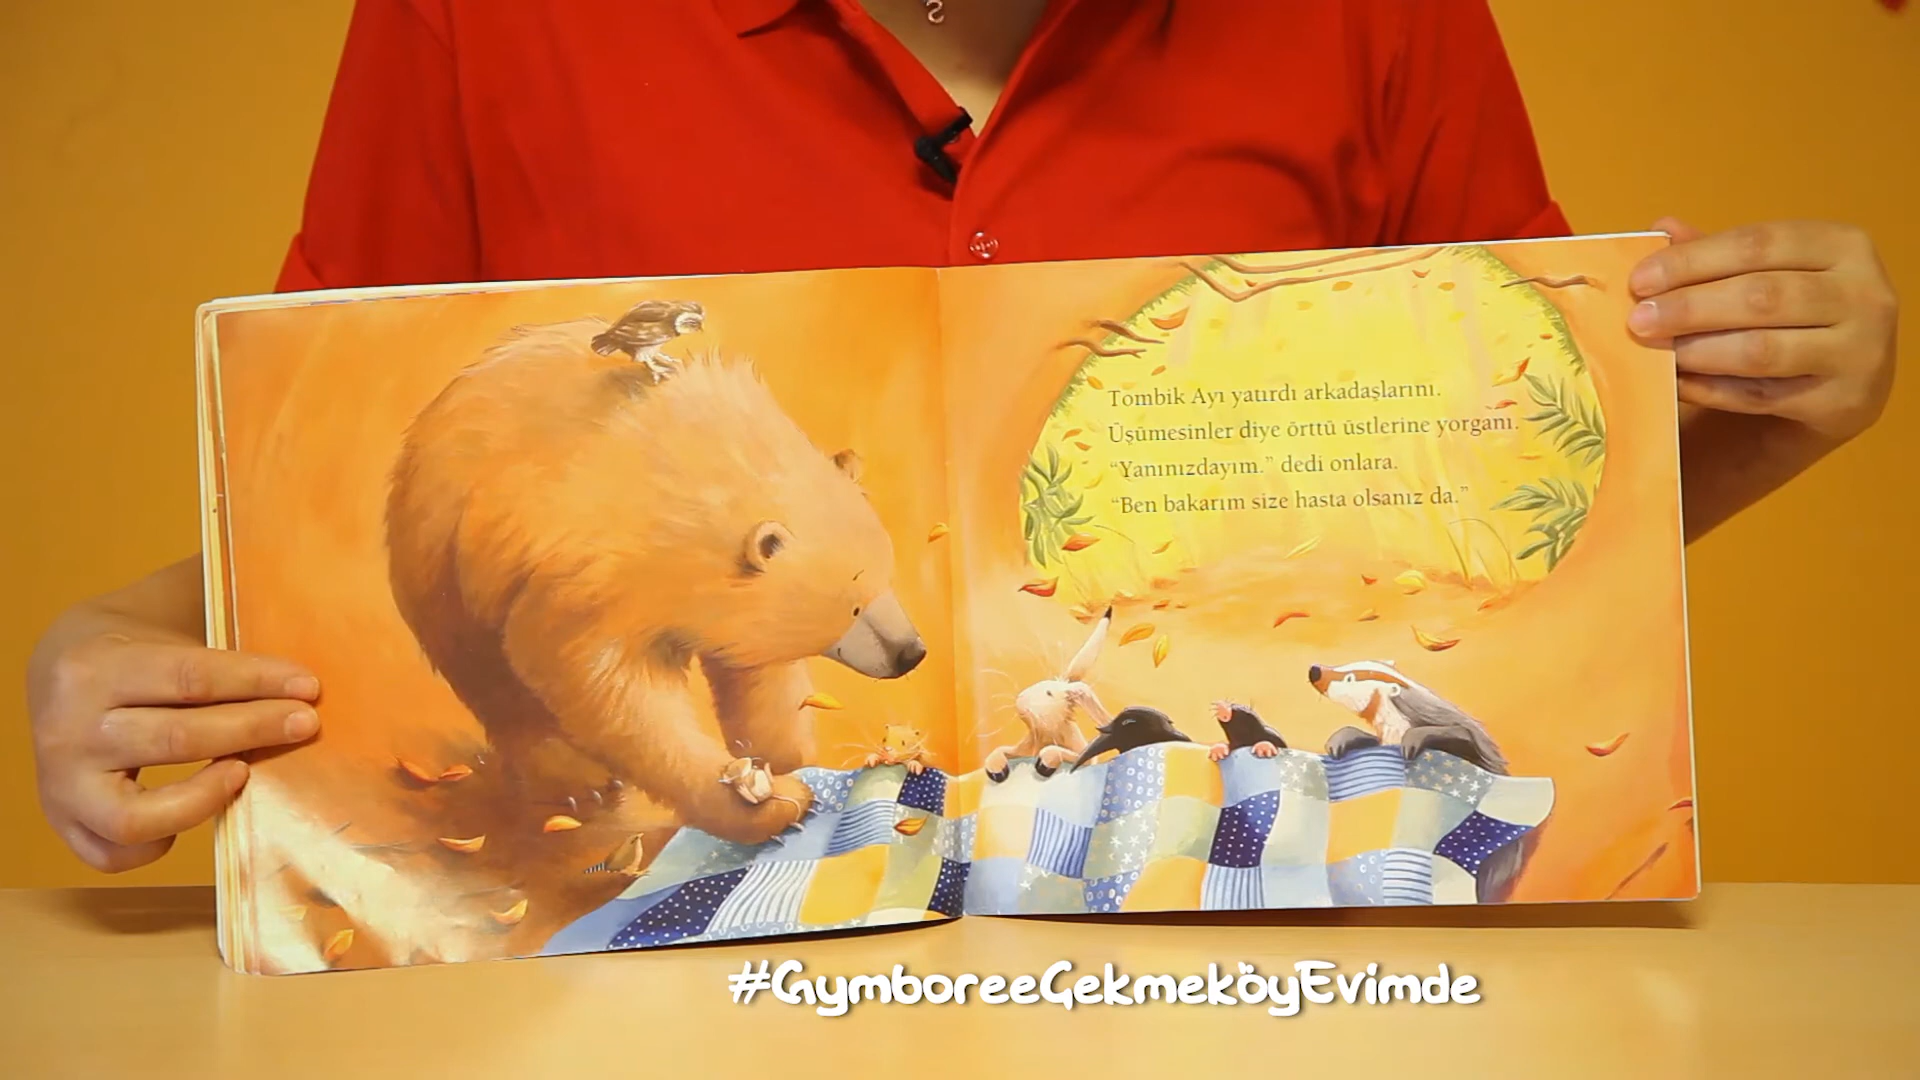 Tombik Ayı yatırdı arkadaşlarını.
Üşümesinler diye örttü üstlerine yorganı.
“Yanınızdayım.” dedi onlara.
“Ben bakarım size hasta olsanız da.”
#GymboreeÇekmeköyEvimde